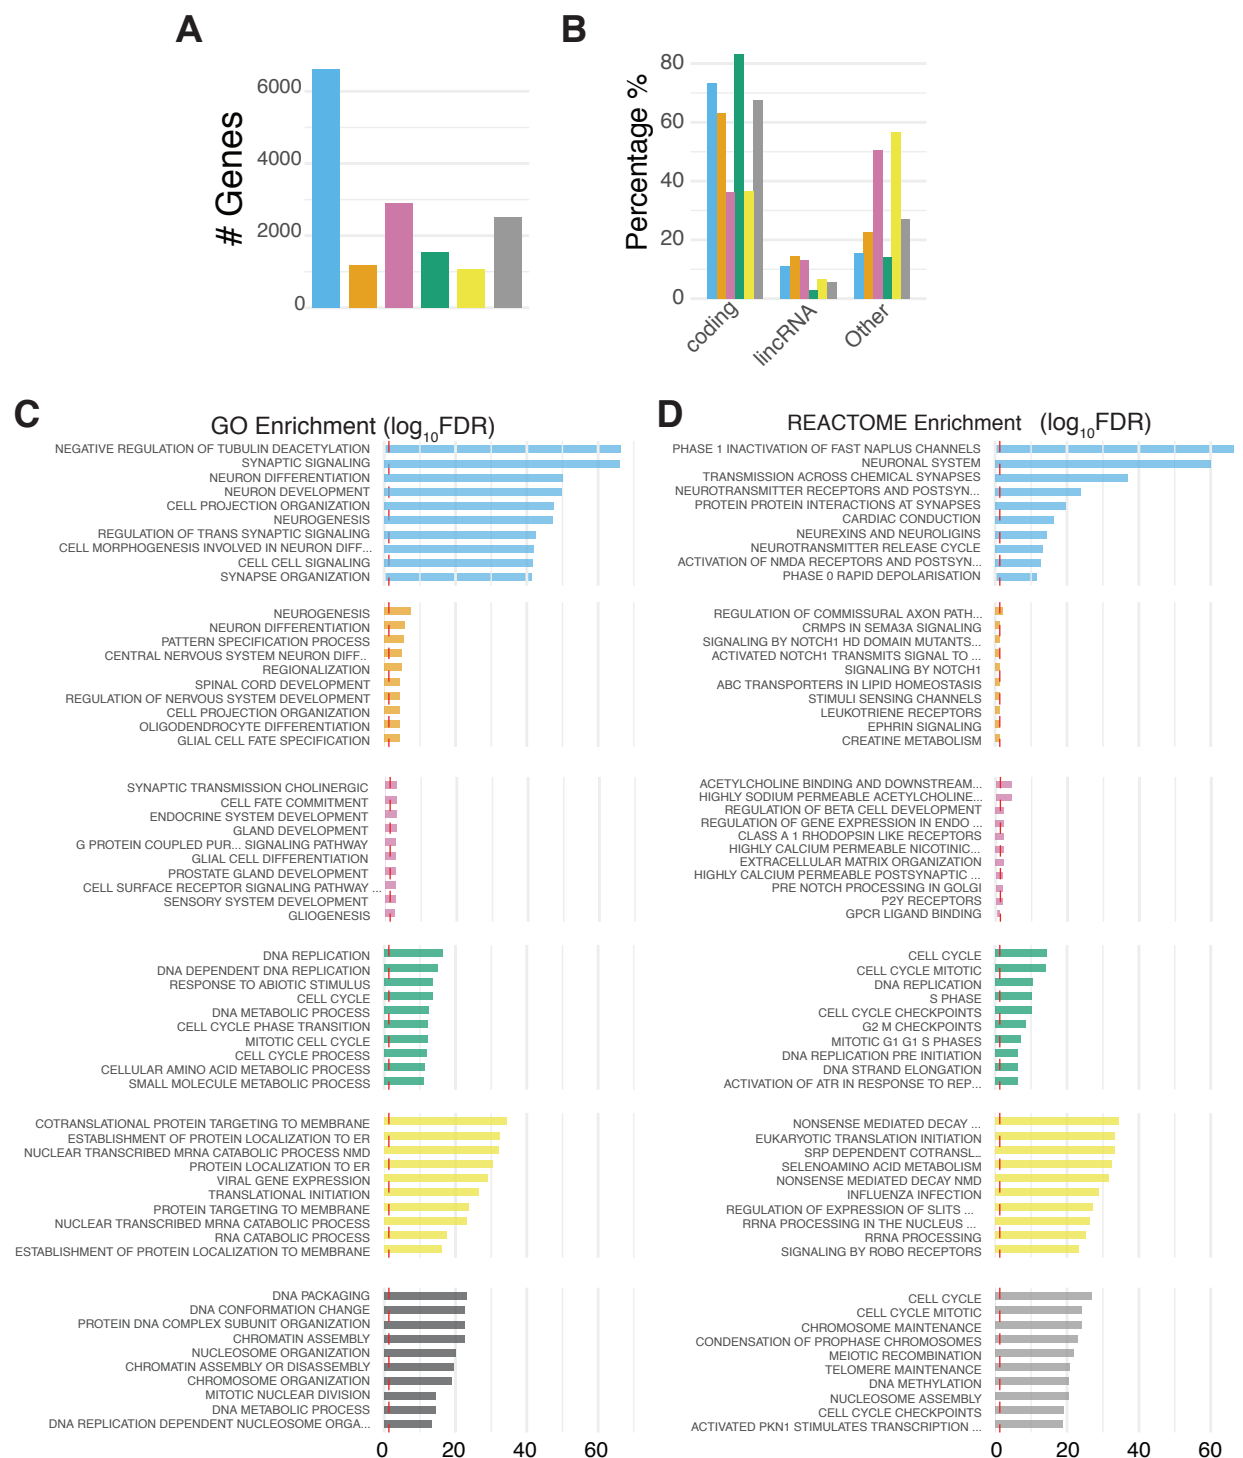 A
# Genes
6000
4000
2000
0
B
Percentage %
80
60
40
20
0
coding
lincRNA
Other
C
GO Enrichment (log10FDR)
NEGATIVE REGULATION OF TUBULIN DEACETYLATION
SYNAPTIC SIGNALING
NEURON DIFFERENTIATION
NEURON DEVELOPMENT
CELL PROJECTION ORGANIZATION
NEUROGENESIS
REGULATION OF TRANS SYNAPTIC SIGNALING
CELL MORPHOGENESIS INVOLVED IN NEURON DIFF...
CELL CELL SIGNALING
SYNAPSE ORGANIZATION
NEUROGENESIS
NEURON DIFFERENTIATION
PATTERN SPECIFICATION PROCESS
CENTRAL NERVOUS SYSTEM NEURON DIFF..
REGIONALIZATION
SPINAL CORD DEVELOPMENT
REGULATION OF NERVOUS SYSTEM DEVELOPMENT
CELL PROJECTION ORGANIZATION
OLIGODENDROCYTE DIFFERENTIATION
GLIAL CELL FATE SPECIFICATION
SYNAPTIC TRANSMISSION CHOLINERGIC
CELL FATE COMMITMENT
ENDOCRINE SYSTEM DEVELOPMENT
GLAND DEVELOPMENT
G PROTEIN COUPLED PUR... SIGNALING PATHWAY
GLIAL CELL DIFFERENTIATION
PROSTATE GLAND DEVELOPMENT
CELL SURFACE RECEPTOR SIGNALING PATHWAY ...
SENSORY SYSTEM DEVELOPMENT
GLIOGENESIS
DNA REPLICATION
DNA DEPENDENT DNA REPLICATION
RESPONSE TO ABIOTIC STIMULUS
CELL CYCLE
DNA METABOLIC PROCESS
CELL CYCLE PHASE TRANSITION
MITOTIC CELL CYCLE
CELL CYCLE PROCESS
CELLULAR AMINO ACID METABOLIC PROCESS
SMALL MOLECULE METABOLIC PROCESS
COTRANSLATIONAL PROTEIN TARGETING TO MEMBRANE
ESTABLISHMENT OF PROTEIN LOCALIZATION TO ER
NUCLEAR TRANSCRIBED MRNA CATABOLIC PROCESS NMD
PROTEIN LOCALIZATION TO ER
VIRAL GENE EXPRESSION
TRANSLATIONAL INITIATION
PROTEIN TARGETING TO MEMBRANE
NUCLEAR TRANSCRIBED MRNA CATABOLIC PROCESS
RNA CATABOLIC PROCESS
ESTABLISHMENT OF PROTEIN LOCALIZATION TO MEMBRANE
DNA PACKAGING
DNA CONFORMATION CHANGE
PROTEIN DNA COMPLEX SUBUNIT ORGANIZATION
CHROMATIN ASSEMBLY
NUCLEOSOME ORGANIZATION
CHROMATIN ASSEMBLY OR DISASSEMBLY
CHROMOSOME ORGANIZATION
MITOTIC NUCLEAR DIVISION
DNA METABOLIC PROCESS
DNA REPLICATION DEPENDENT NUCLEOSOME ORGA...
0 20 40 60
D
REACTOME Enrichment (log10FDR)
PHASE 1 INACTIVATION OF FAST NAPLUS CHANNELS
NEURONAL SYSTEM
TRANSMISSION ACROSS CHEMICAL SYNAPSES
NEUROTRANSMITTER RECEPTORS AND POSTSYN...
PROTEIN PROTEIN INTERACTIONS AT SYNAPSES
CARDIAC CONDUCTION
NEUREXINS AND NEUROLIGINS
NEUROTRANSMITTER RELEASE CYCLE
ACTIVATION OF NMDA RECEPTORS AND POSTSYN...
PHASE 0 RAPID DEPOLARISATION
REGULATION OF COMMISSURAL AXON PATH...
CRMPS IN SEMA3A SIGNALING
SIGNALING BY NOTCH1 HD DOMAIN MUTANTS...
ACTIVATED NOTCH1 TRANSMITS SIGNAL TO ...
SIGNALING BY NOTCH1
ABC TRANSPORTERS IN LIPID HOMEOSTASIS
STIMULI SENSING CHANNELS
LEUKOTRIENE RECEPTORS
EPHRIN SIGNALING
CREATINE METABOLISM
ACETYLCHOLINE BINDING AND DOWNSTREAM...
HIGHLY SODIUM PERMEABLE ACETYLCHOLINE...
REGULATION OF BETA CELL DEVELOPMENT
REGULATION OF GENE EXPRESSION IN ENDO ...
CLASS A 1 RHODOPSIN LIKE RECEPTORS
HIGHLY CALCIUM PERMEABLE NICOTINIC...
EXTRACELLULAR MATRIX ORGANIZATION
HIGHLY CALCIUM PERMEABLE POSTSYNAPTIC ...
PRE NOTCH PROCESSING IN GOLGI
P2Y RECEPTORS
GPCR LIGAND BINDING
CELL CYCLE
CELL CYCLE MITOTIC
DNA REPLICATION
S PHASE
CELL CYCLE CHECKPOINTS
G2 M CHECKPOINTS
MITOTIC G1 G1 S PHASES
DNA REPLICATION PRE INITIATION
DNA STRAND ELONGATION
ACTIVATION OF ATR IN RESPONSE TO REP...
NONSENSE MEDIATED DECAY ...
EUKARYOTIC TRANSLATION INITIATION
SRP DEPENDENT COTRANSL..
SELENOAMINO ACID METABOLISM
NONSENSE MEDIATED DECAY NMD
INFLUENZA INFECTION
REGULATION OF EXPRESSION OF SLITS ...
RRNA PROCESSING IN THE NUCLEUS ...
RRNA PROCESSING
SIGNALING BY ROBO RECEPTORS
CELL CYCLE
CELL CYCLE MITOTIC
CHROMOSOME MAINTENANCE
CONDENSATION OF PROPHASE CHROMOSOMES
MEIOTIC RECOMBINATION
TELOMERE MAINTENANCE
DNA METHYLATION
NUCLEOSOME ASSEMBLY
CELL CYCLE CHECKPOINTS
ACTIVATED PKN1 STIMULATES TRANSCRIPTION ...
0 20 40 60